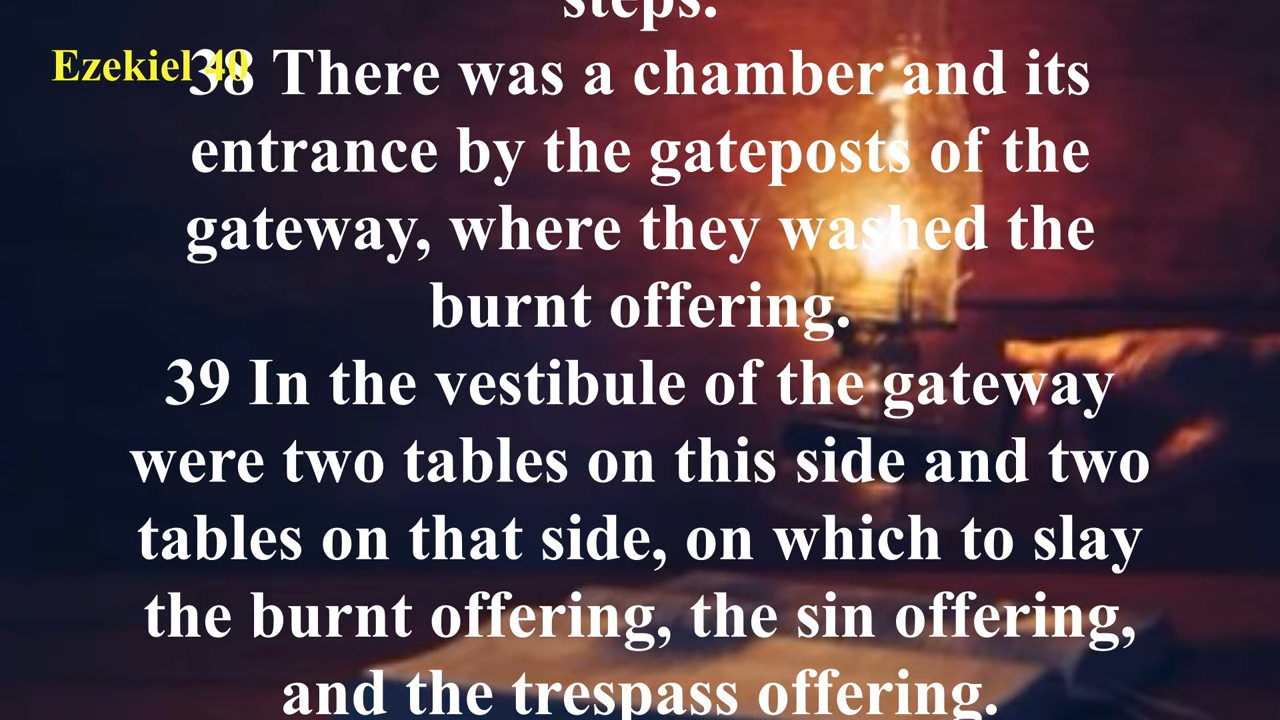 steps.
Ezekiel 40
38 There was a chamber and its
entrance by the gateposts of the
gateway, where they washed the
burnt offering.
39 In the vestibule of the gateway
were two tables on this side and two
tables on that side, on which to slay
the burnt offering, the sin offering,
and the trespass offering.